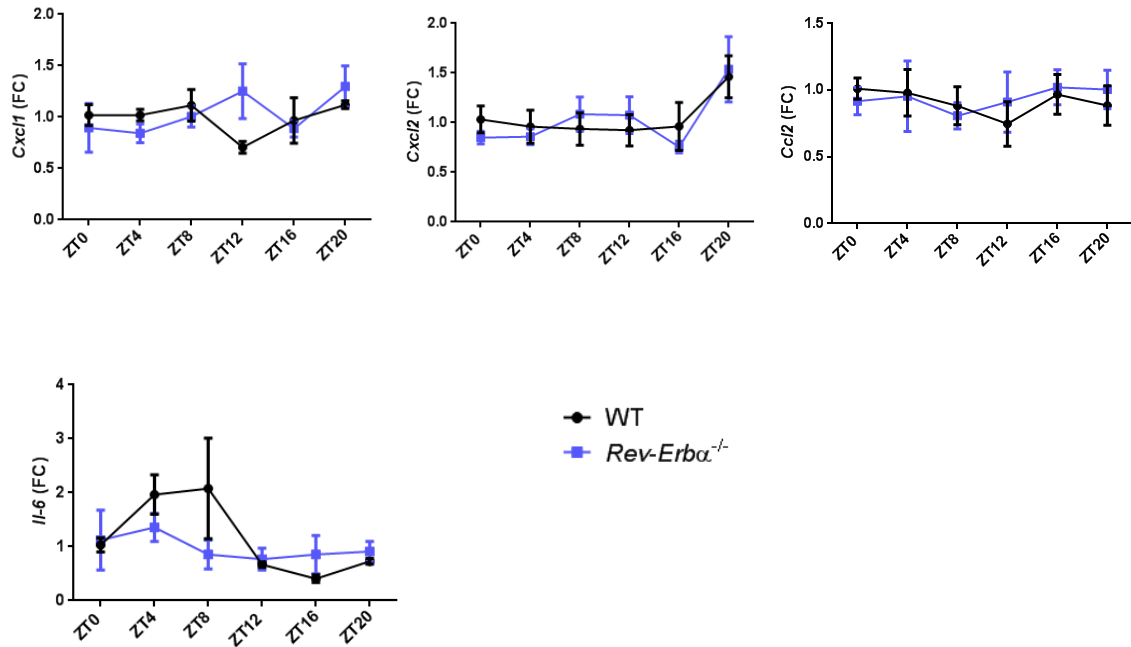 Cxcl1 (FC)
2.0
1.5
1.0
0.5
0.0
ZT0 ZT4 ZT8 ZT12 ZT16 ZT20
Cxcl2 (FC)
2.0
1.5
1.0
0.5
0.0
ZT0 ZT4 ZT8 ZT12 ZT16 ZT20
Ccl2 (FC)
1.5
1.0
0.5
0.0
ZT0 ZT4 ZT8 ZT12 ZT16 ZT20
Il-6 (FC)
4
3
2
1
0
ZT0 ZT4 ZT8 ZT12 ZT16 ZT20
WT
Rev-Erbα-/-